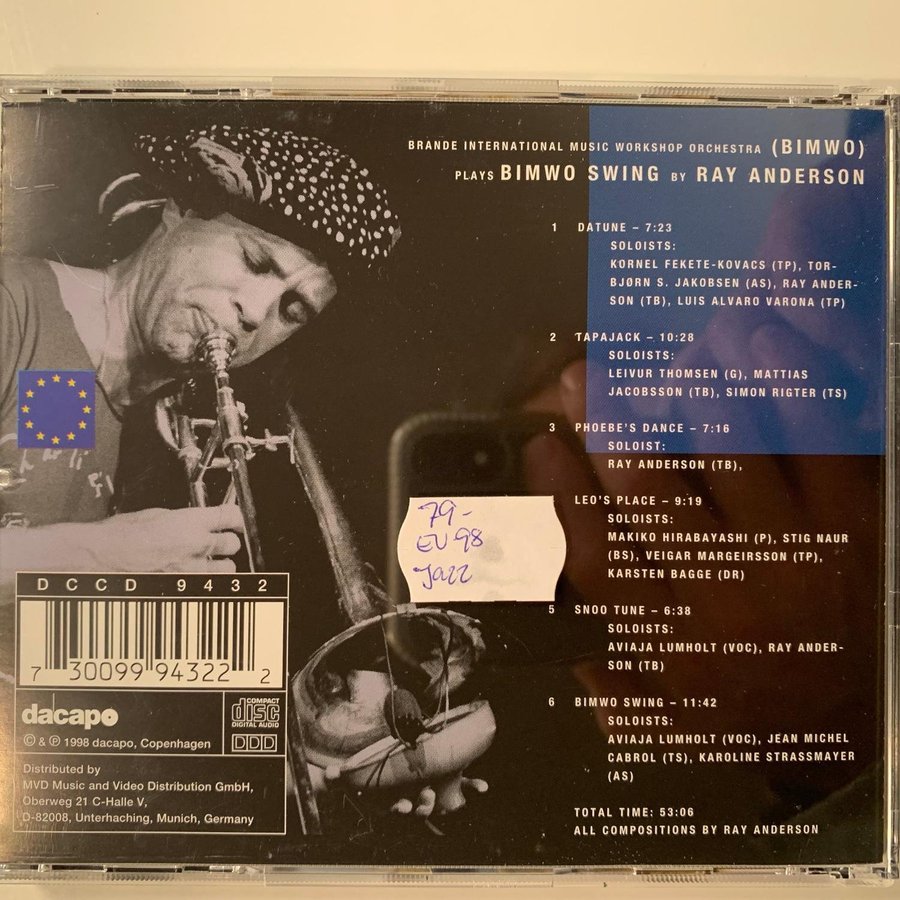 BRANDE INTERNATIONAL MUSIC WORKSHOP ORCHESTRA (BIMWO)
PLAYS BIMWO SWING BY RAY ANDERSON
1 DATUNE – 7:23
SOLOISTS:
KORNEL FEKETE-KOVACS (TP), TOR-
BJØRN S. JAKOBSEN (AS), RAY ANDER-
SON (TB), LUIS ALVARO VARONA (TP)
2 TAPAJACK – 10:28
SOLOISTS:
LEIVUR THOMSEN (G), MATTIAS
JACOBSSON (TB), SIMON RIGTER (TS)
3 PHOEBE'S DANCE – 7:16
SOLOIST:
RAY ANDERSON (TB),
LEO'S PLACE – 9:19
SOLOISTS:
MAKIKO HIRABAYASHI (P), STIG NAUR
(BS), VEIGAR MARGEIRSSON (TP),
KARSTEN BAGGE (DR)
5 SNOO TUNE – 6:38
SOLOISTS:
AVIAJA LUMHOLT (VOC), RAY ANDER-
SON (TB)
6 BIMWO SWING – 11:42
SOLOISTS:
AVIAJA LUMHOLT (VOC), JEAN MICHEL
CABROL (TS), KAROLINE STRASSMAYER
(AS)
TOTAL TIME: 53:06
ALL COMPOSITIONS BY RAY ANDERSON
79-
EU 98
Jazz
DCCD 9432
7 30099 94322 2
dacapo
COMPACT
disc
DIGITAL AUDIO
© & ℗ 1998 dacapo, Copenhagen
DDD
Distributed by
MVD Music and Video Distribution GmbH,
Oberweg 21 C-Halle V,
D-82008, Unterhaching, Munich, Germany